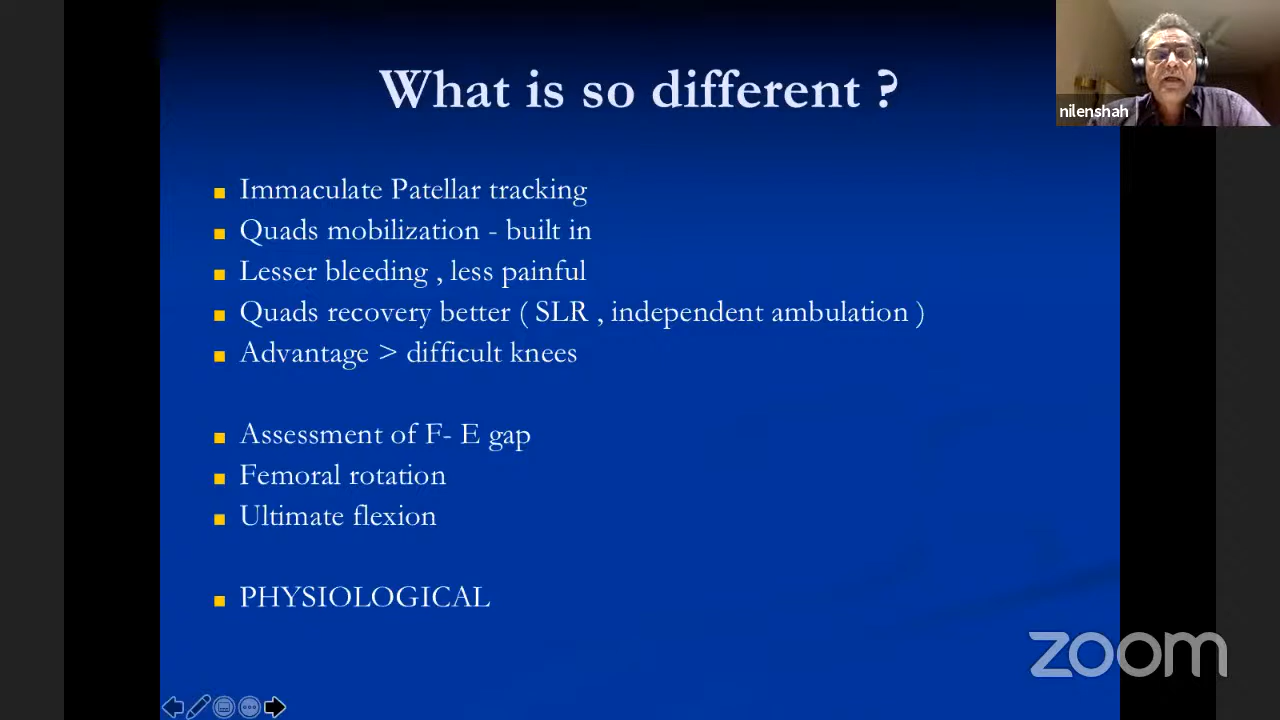 What is so different ?
nilenshah
Immaculate Patellar tracking
Quads mobilization - built in
Lesser bleeding , less painful
Quads recovery better ( SLR , independent ambulation )
Advantage > difficult knees
Assessment of F- E gap
Femoral rotation
Ultimate flexion
PHYSIOLOGICAL
zoom